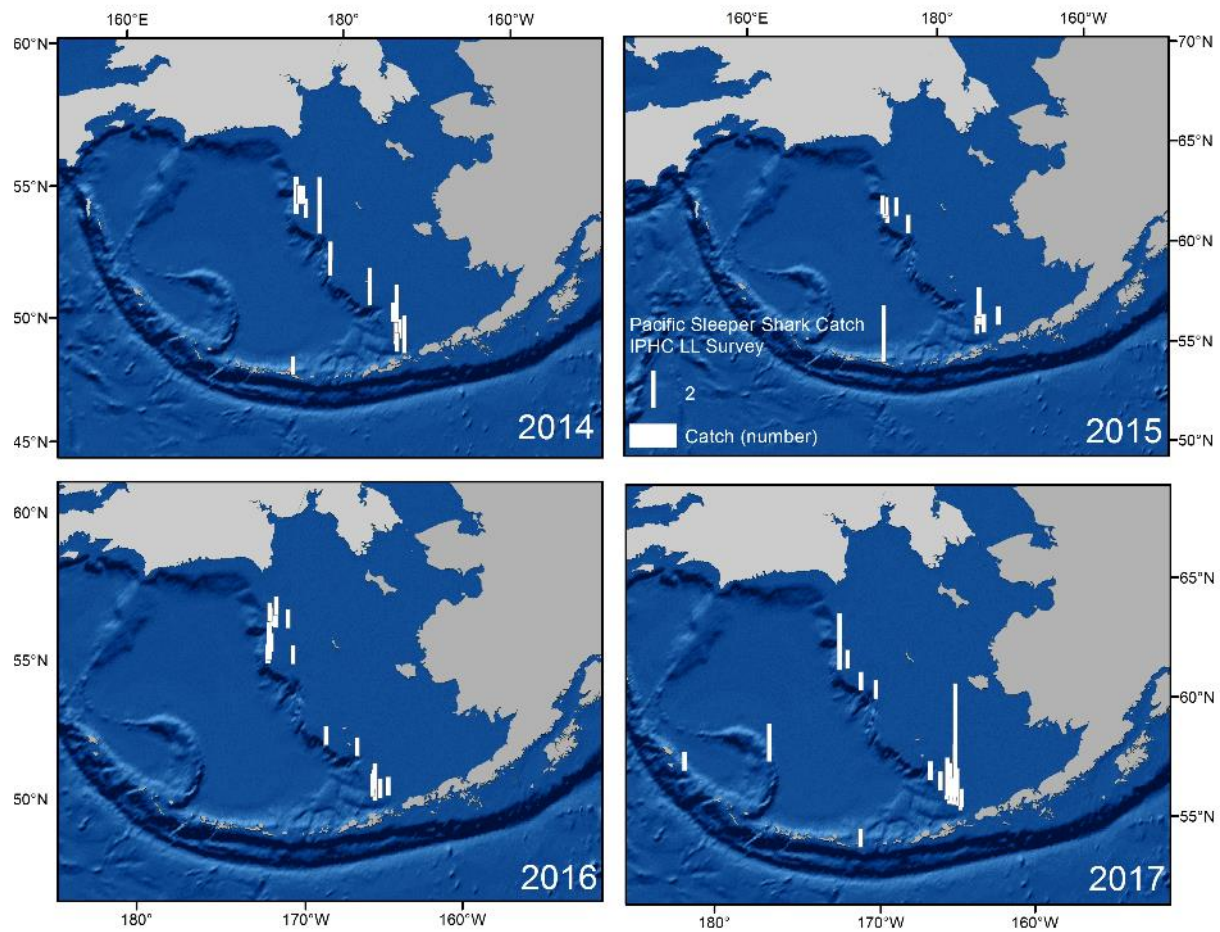 160°E 180° 160°W
160°E 180° 160°W
60°N
55°N
50°N
45°N
2014
70°N
65°N
60°N
55°N
50°N
Pacific Sleeper Shark Catch
IPHC LL Survey
2
Catch (number)
2015
60°N
55°N
50°N
2016
65°N
60°N
55°N
2017
180° 170°W 160°W
180° 170°W 160°W